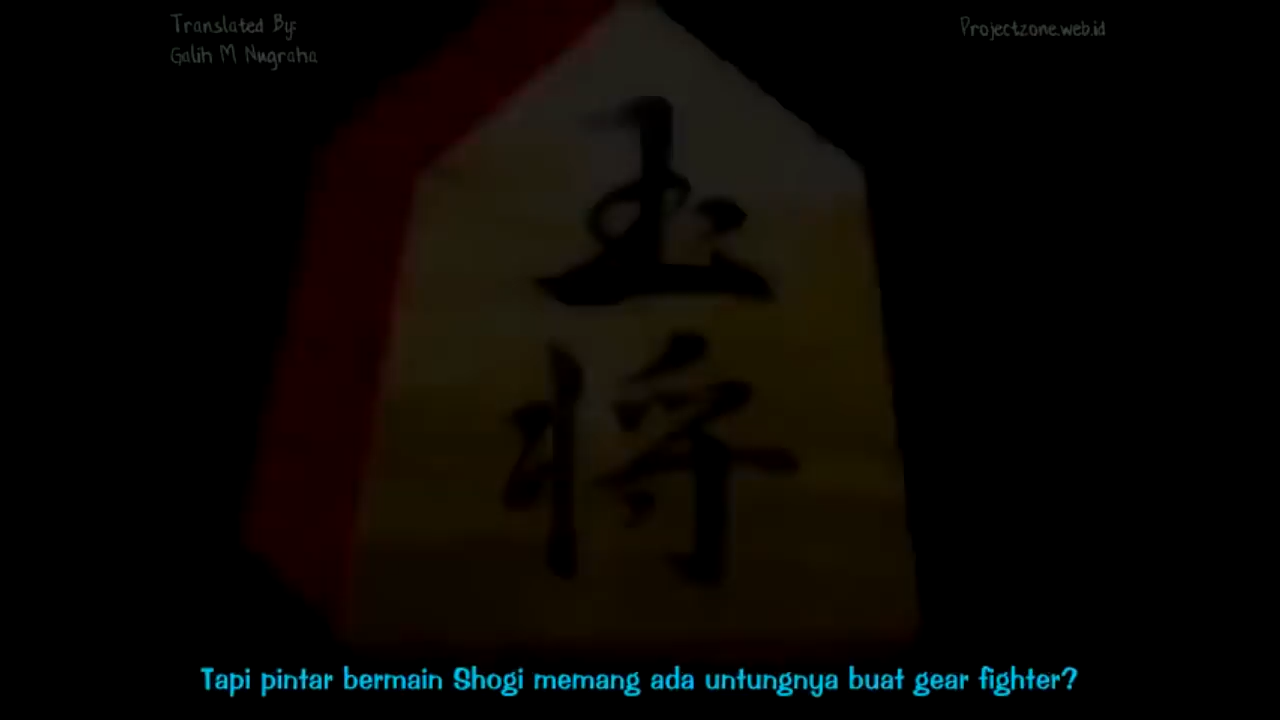 Translated By:
Galih M Nugraha
Projectzone.web.id
玉
将
Tapi pintar bermain Shogi memang ada untungnya buat gear fighter?